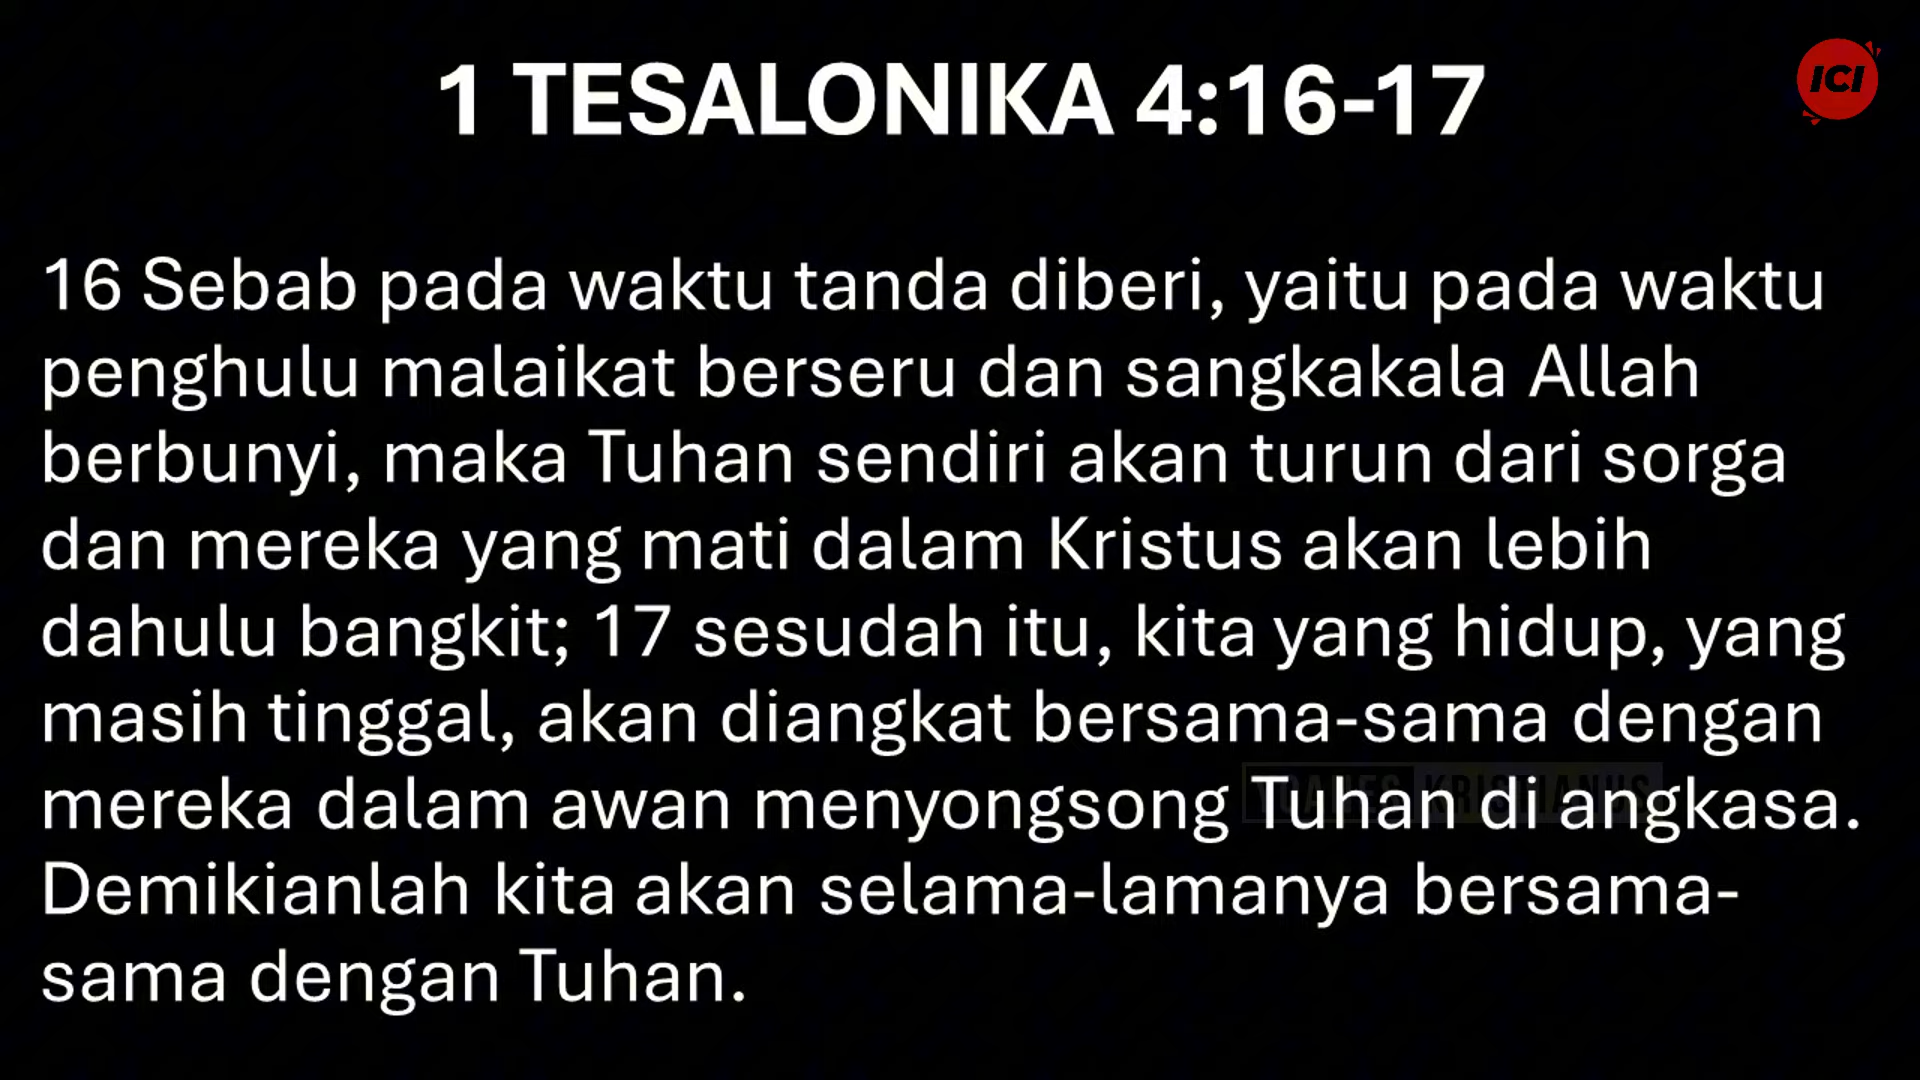 1 TESALONIKA 4:16-17
ICI
16 Sebab pada waktu tanda diberi, yaitu pada waktu
penghulu malaikat berseru dan sangkakala Allah
berbunyi, maka Tuhan sendiri akan turun dari sorga
dan mereka yang mati dalam Kristus akan lebih
dahulu bangkit; 17 sesudah itu, kita yang hidup, yang
masih tinggal, akan diangkat bersama-sama dengan
mereka dalam awan menyongsong Tuhan di angkasa.
Demikianlah kita akan selama-lamanya bersama-
sama dengan Tuhan.